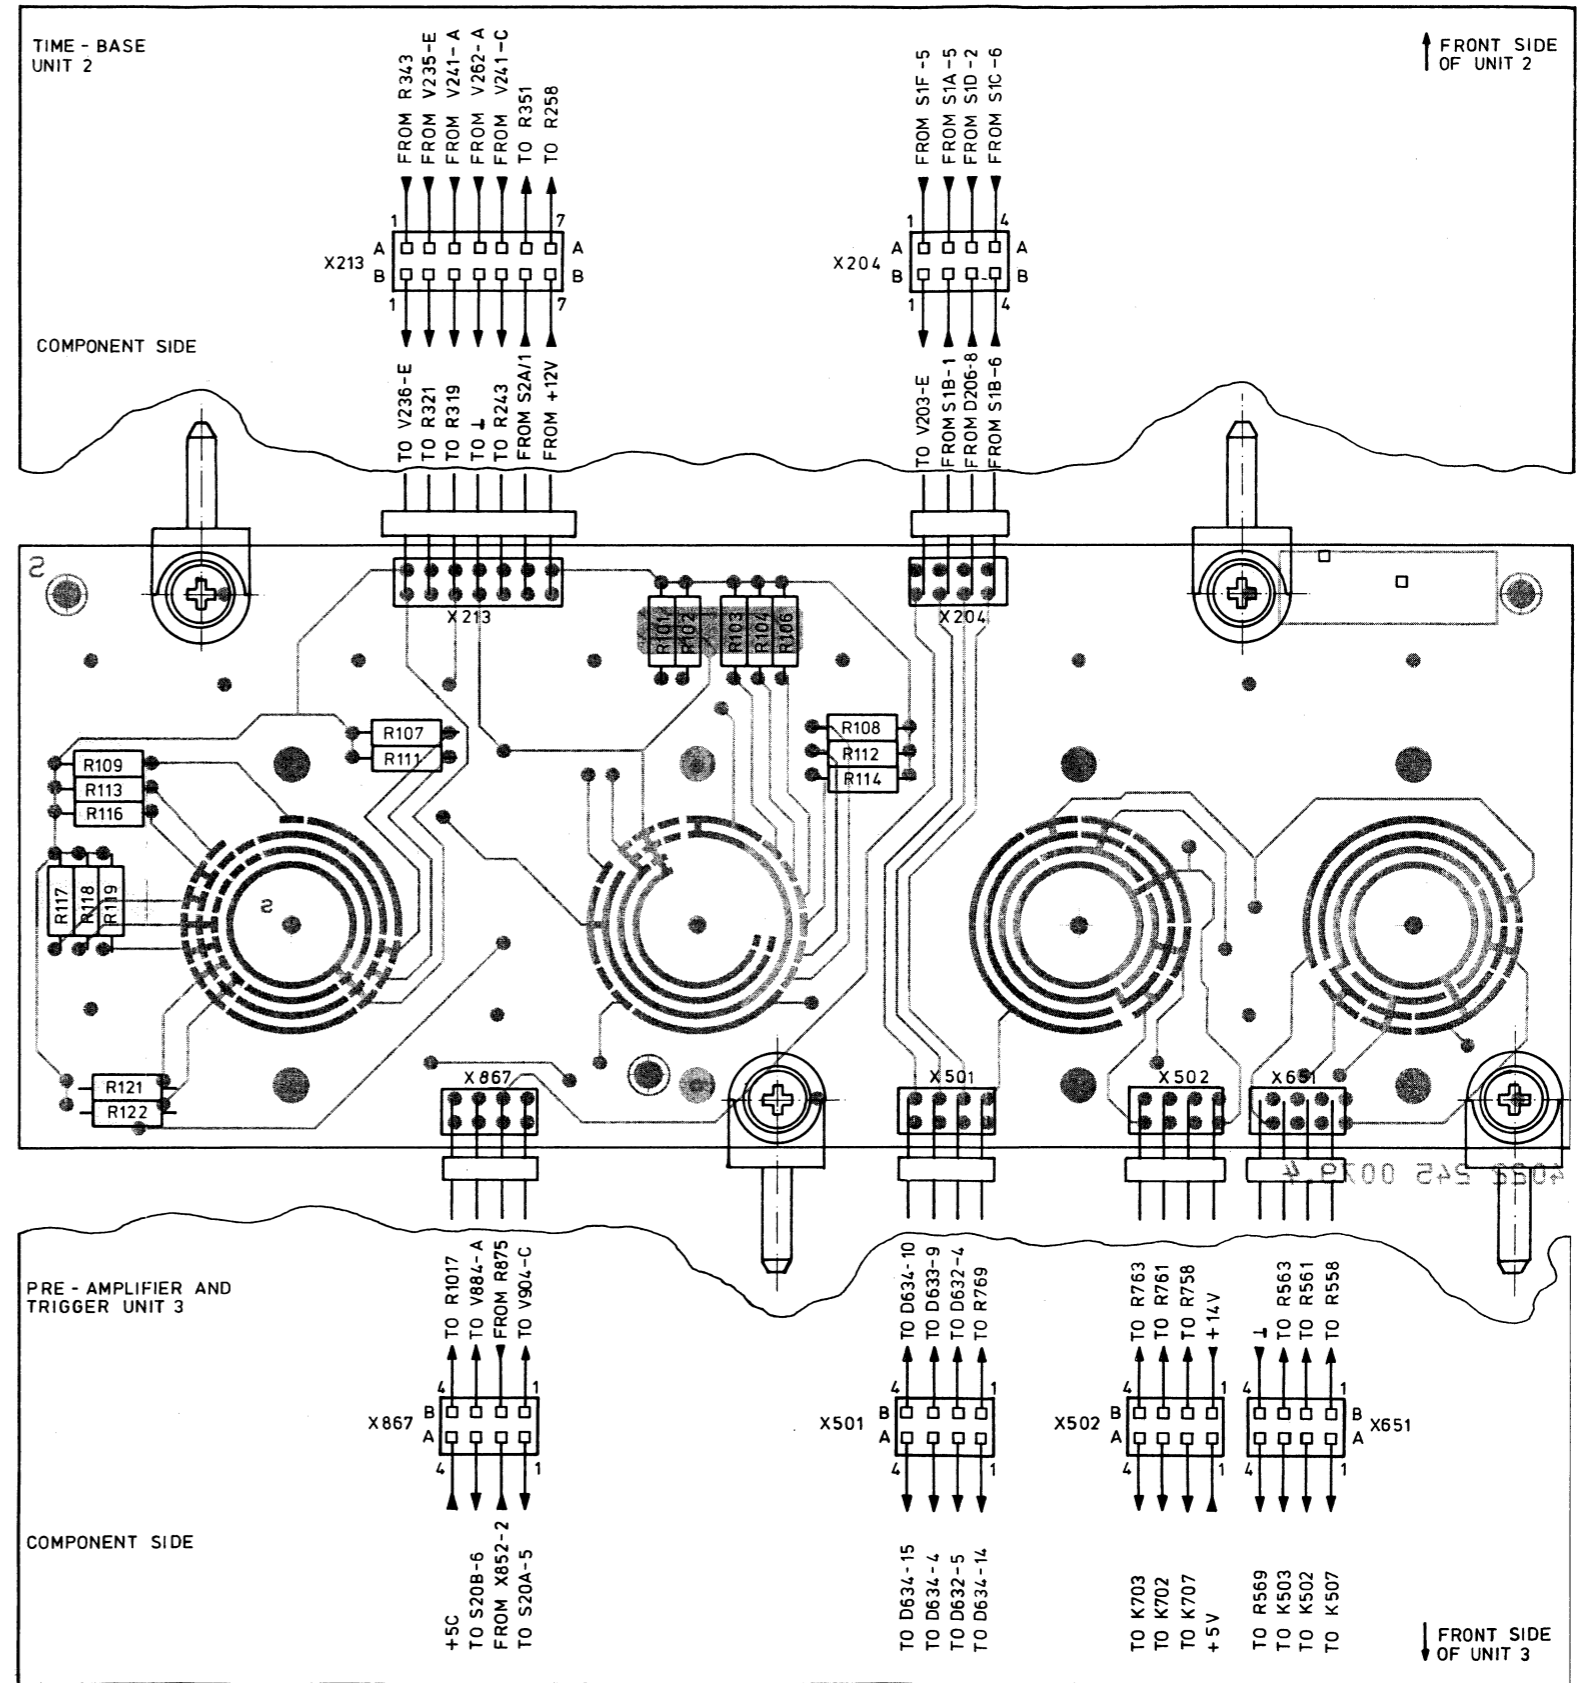 TIME - BASE
UNIT 2
FRONT SIDE
OF UNIT 2
FROM R343
FROM V235-E
FROM V241-A
FROM V262-A
FROM V241-C
TO R351
TO R258
FROM S1F-5
FROM S1A-5
FROM S1D-2
FROM S1C-6
1 7
A A
X213
B B
1 7
1 4
A A
X204
B B
1 4
COMPONENT SIDE
TO V236-E
TO R321
TO R319
TO ⊥
TO R243
FROM S2A/1
FROM +12V
TO V203-E
FROM S1B-1
FROM D206-8
FROM S1B-6
S
X213
X204
R101
R102
R103
R104
R106
R107
R111
R108
R112
R114
R109
R113
R116
R117
R118
R119
S
R121
R122
X867
X501
X502
X651
4022 245 0079.4
PRE - AMPLIFIER AND
TRIGGER UNIT 3
TO R1017
TO V884-A
FROM R875
TO V904-C
TO D634-10
TO D633-9
TO D632-4
TO R769
TO R763
TO R761
TO R758
+14V
⊥
TO R563
TO R561
TO R558
4 1
B
X867
A
4 1
4 1
B
X501
A
4 1
4 1
B
X502
A
4 1
4 1
B
X651
A
4 1
COMPONENT SIDE
+5C
TO S20B-6
FROM X852-2
TO S20A-5
TO D634-15
TO D634-4
TO D632-5
TO D634-14
TO K703
TO K702
TO K707
+5V
TO R569
TO K503
TO K502
TO K507
FRONT SIDE
OF UNIT 3